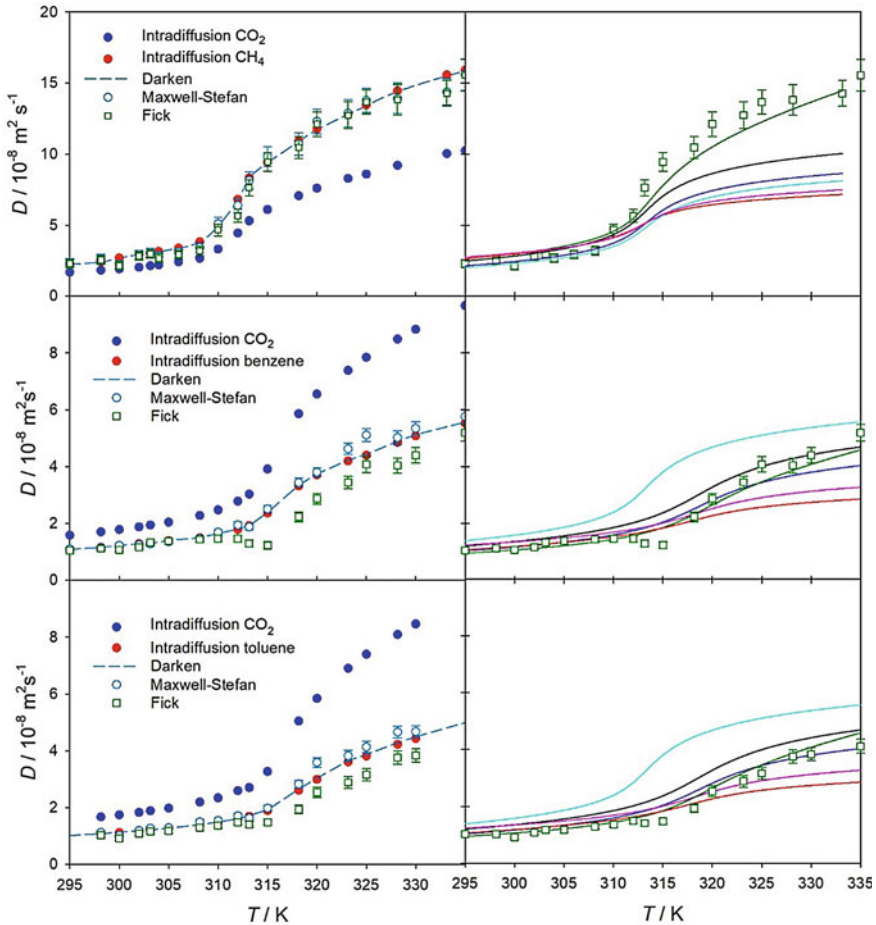 20
15
10
5
0
D / 10⁻⁸ m² s⁻¹
Intradiffusion CO₂
Intradiffusion CH₄
Darken
Maxwell-Stefan
Fick
8
6
4
2
0
D / 10⁻⁸ m²s⁻¹
Intradiffusion CO₂
Intradiffusion benzene
Darken
Maxwell-Stefan
Fick
8
6
4
2
0
D / 10⁻⁸ m²s⁻¹
Intradiffusion CO₂
Intradiffusion toluene
Darken
Maxwell-Stefan
Fick
295 300 305 310 315 320 325 330 295 300 305 310 315 320 325 330 335
T / K T / K